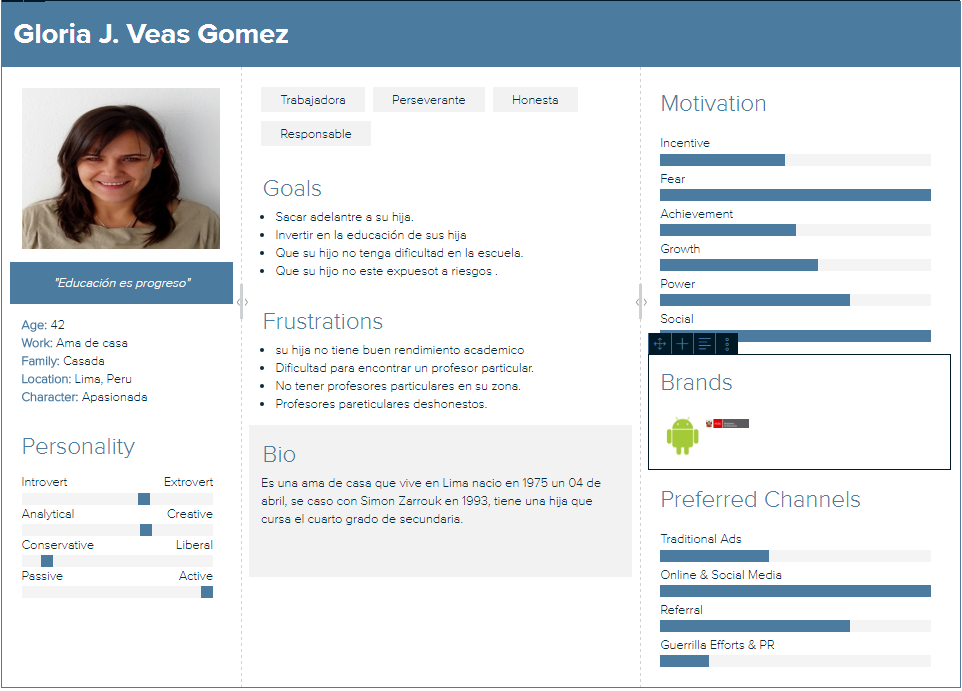 Gloria J. Veas Gomez
"Educación es progreso"
Age: 42
Work: Ama de casa
Family: Casada
Location: Lima, Peru
Character: Apasionada
Personality
Introvert Extrovert
Analytical Creative
Conservative Liberal
Passive Active
Trabajadora Perseverante Honesta
Responsable
Goals
Sacar adelantre a su hija.
Invertir en la educación de sus hija
Que su hijo no tenga dificultad en la escuela.
Que su hijo no este expuesot a riesgos .
Frustrations
su hija no tiene buen rendimiento academico
Dificultad para encontrar un profesor particular.
No tener profesores particulares en su zona.
Profesores pareticulares deshonestos.
Bio
Es una ama de casa que vive en Lima nacio en 1975 un 04 de
abril, se caso con Simon Zarrouk en 1993, tiene una hija que
cursa el cuarto grado de secundaria.
Motivation
Incentive
Fear
Achievement
Growth
Power
Social
Brands
Preferred Channels
Traditional Ads
Online & Social Media
Referral
Guerrilla Efforts & PR